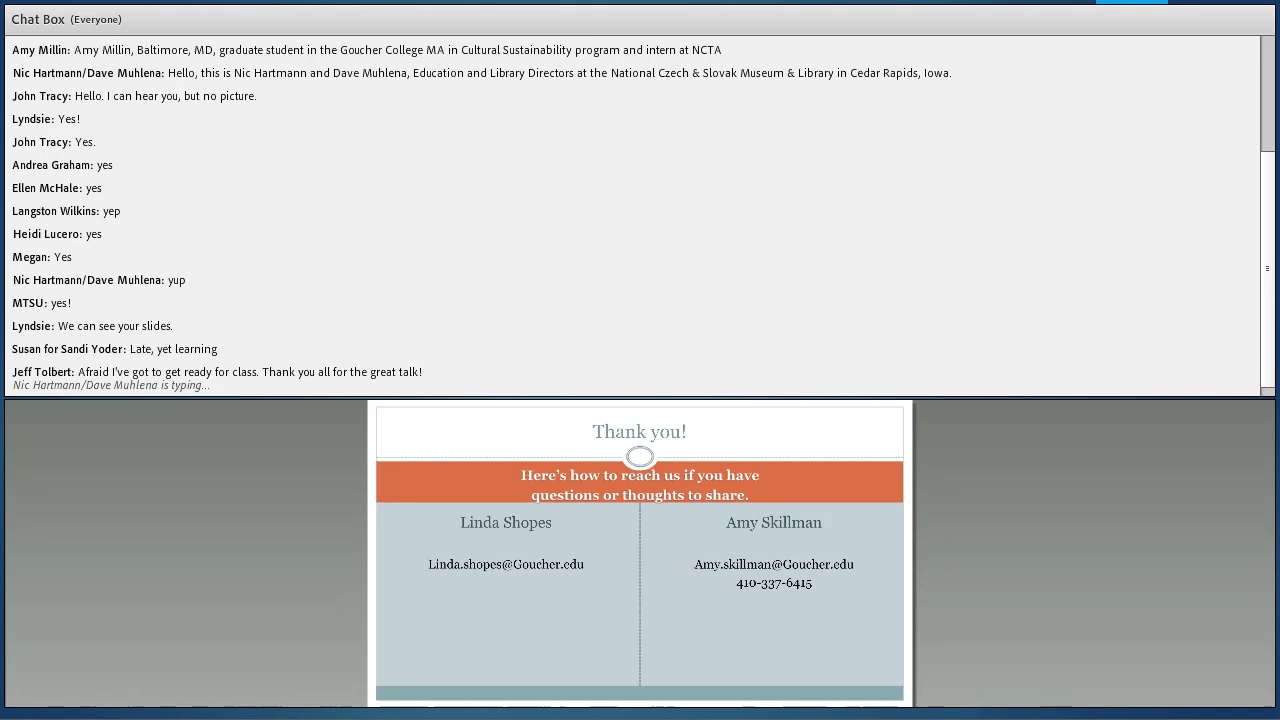 Chat Box (Everyone)
Amy Millin: Amy Millin, Baltimore, MD, graduate student in the Goucher College MA in Cultural Sustainability program and intern at NCTA
Nic Hartmann/Dave Muhlena: Hello, this is Nic Hartmann and Dave Muhlena, Education and Library Directors at the National Czech & Slovak Museum & Library in Cedar Rapids, Iowa.
John Tracy: Hello. I can hear you, but no picture.
Lyndsie: Yes!
John Tracy: Yes.
Andrea Graham: yes
Ellen McHale: yes
Langston Wilkins: yep
Heidi Lucero: yes
Megan: Yes
Nic Hartmann/Dave Muhlena: yup
MTSU: yes!
Lyndsie: We can see your slides.
Susan for Sandi Yoder: Late, yet learning
Jeff Tolbert: Afraid I've got to get ready for class. Thank you all for the great talk!
Nic Hartmann/Dave Muhlena is typing...
Thank you!
Here's how to reach us if you have
questions or thoughts to share.
Linda Shopes
Linda.shopes@Goucher.edu
Amy Skillman
Amy.skillman@Goucher.edu
410-337-6415